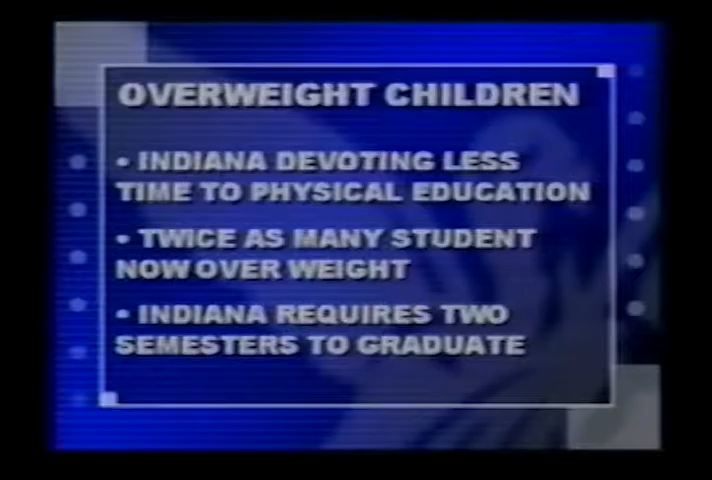 OVERWEIGHT CHILDREN
• INDIANA DEVOTING LESS
TIME TO PHYSICAL EDUCATION
• TWICE AS MANY STUDENT
NOW OVER WEIGHT
• INDIANA REQUIRES TWO
SEMESTERS TO GRADUATE